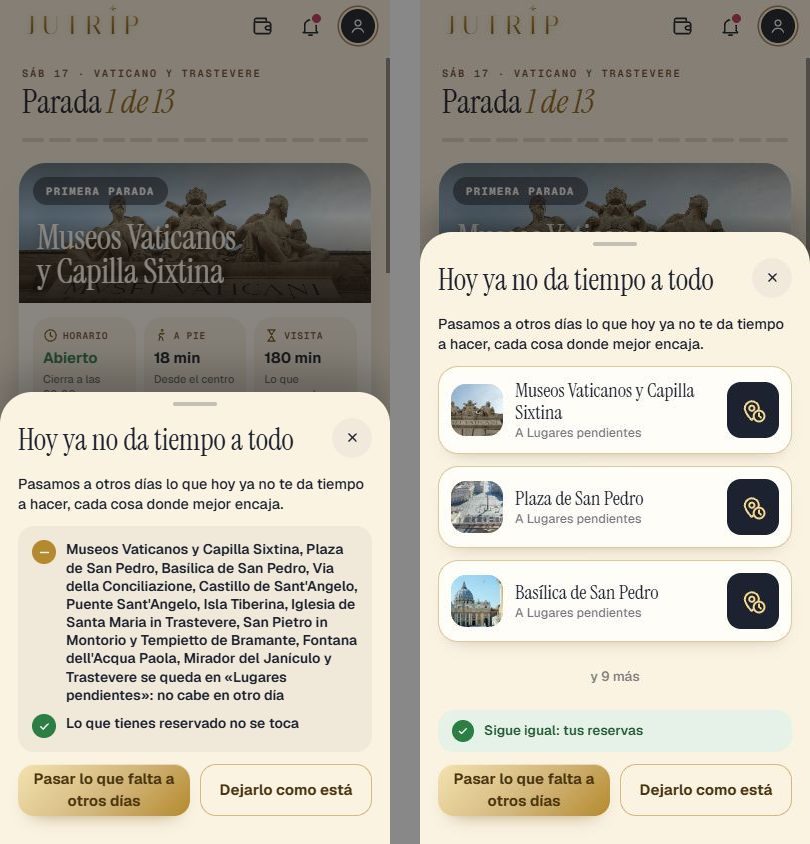 JUTRIP
SÁB 17 · VATICANO Y TRASTEVERE
Parada 1 de 13
PRIMERA PARADA
Museos Vaticanos
y Capilla Sixtina
HORARIO
Abierto
Cierra a las
A PIE
18 min
Desde el centro
VISITA
180 min
Lo que
Hoy ya no da tiempo a todo
Pasamos a otros días lo que hoy ya no te da tiempo
a hacer, cada cosa donde mejor encaja.
Museos Vaticanos y Capilla Sixtina, Plaza
de San Pedro, Basílica de San Pedro, Via
della Conciliazione, Castillo de Sant'Angelo,
Puente Sant'Angelo, Isla Tiberina, Iglesia de
Santa Maria in Trastevere, San Pietro in
Montorio y Tempietto de Bramante, Fontana
dell'Acqua Paola, Mirador del Janículo y
Trastevere se queda en «Lugares
pendientes»: no cabe en otro día
Lo que tienes reservado no se toca
Pasar lo que falta a
otros días
Dejarlo como está
JUTRIP
SÁB 17 · VATICANO Y TRASTEVERE
Parada 1 de 13
PRIMERA PARADA
Hoy ya no da tiempo a todo
Pasamos a otros días lo que hoy ya no te da tiempo
a hacer, cada cosa donde mejor encaja.
Museos Vaticanos y Capilla
Sixtina
A Lugares pendientes
Plaza de San Pedro
A Lugares pendientes
Basílica de San Pedro
A Lugares pendientes
y 9 más
Sigue igual: tus reservas
Pasar lo que falta a
otros días
Dejarlo como está